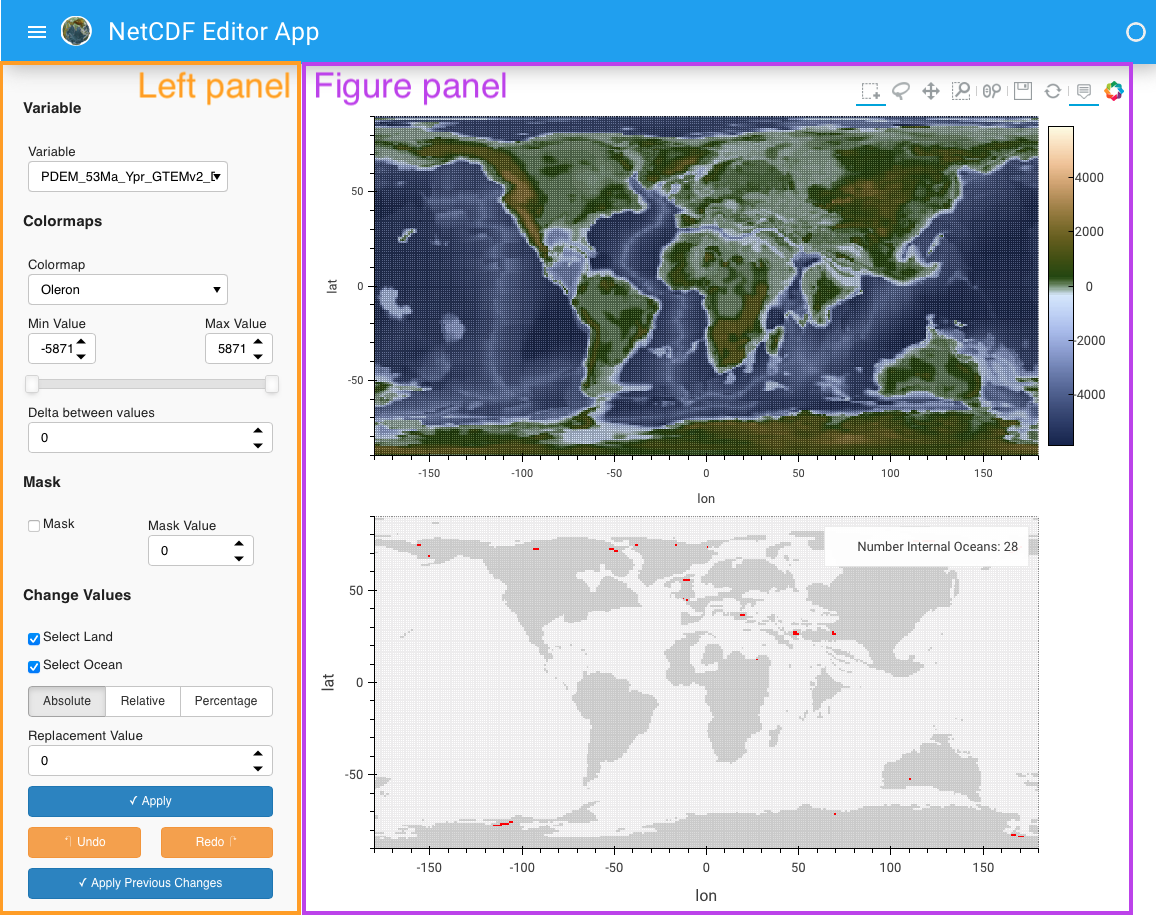 NetCDF Editor App
Left panel
Variable
Variable
PDEM_53Ma_Ypr_GTEMv2_
Colormaps
Colormap
Oleron
Min Value Max Value
-5871 5871
Delta between values
0
Mask
Mask
Mask Value
0
Change Values
Select Land
Select Ocean
Absolute Relative Percentage
Replacement Value
0
✓ Apply
Undo Redo
✓ Apply Previous Changes
Figure panel
50
0
-50
lat
-150 -100 -50 0 50 100 150
lon
4000
2000
0
-2000
-4000
Number Internal Oceans: 28
50
0
-50
lat
-150 -100 -50 0 50 100 150
lon